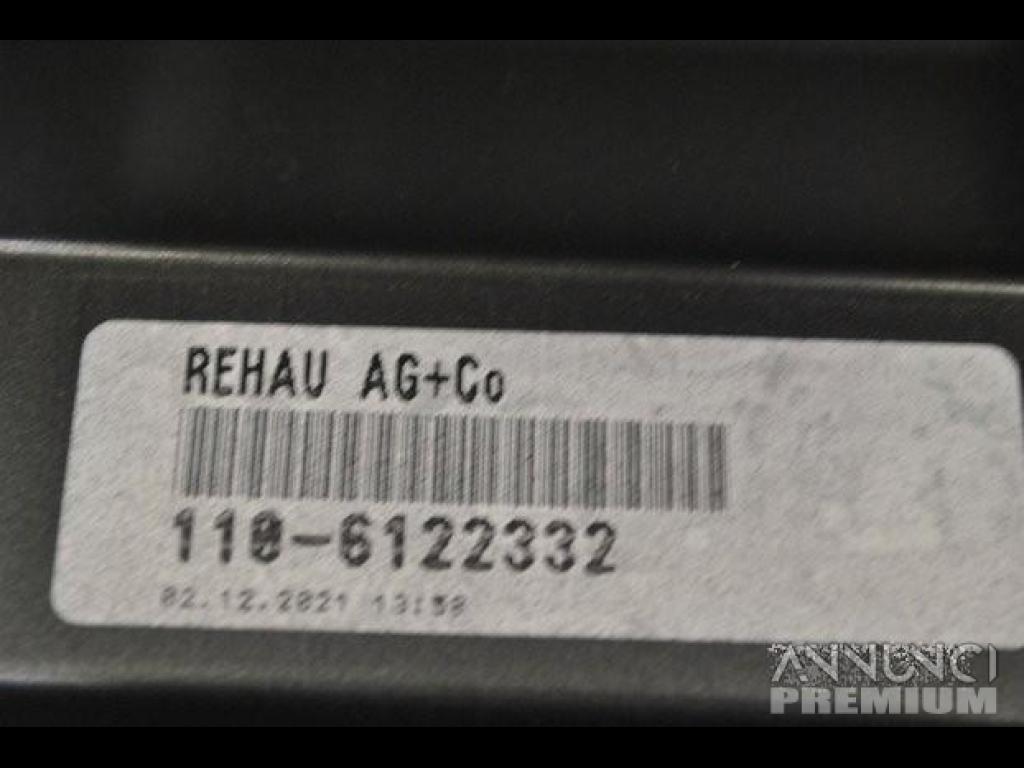 REHAU AG+Co
110-6122332
02.12.2021 13:58
ANNUNCI
PREMIUM